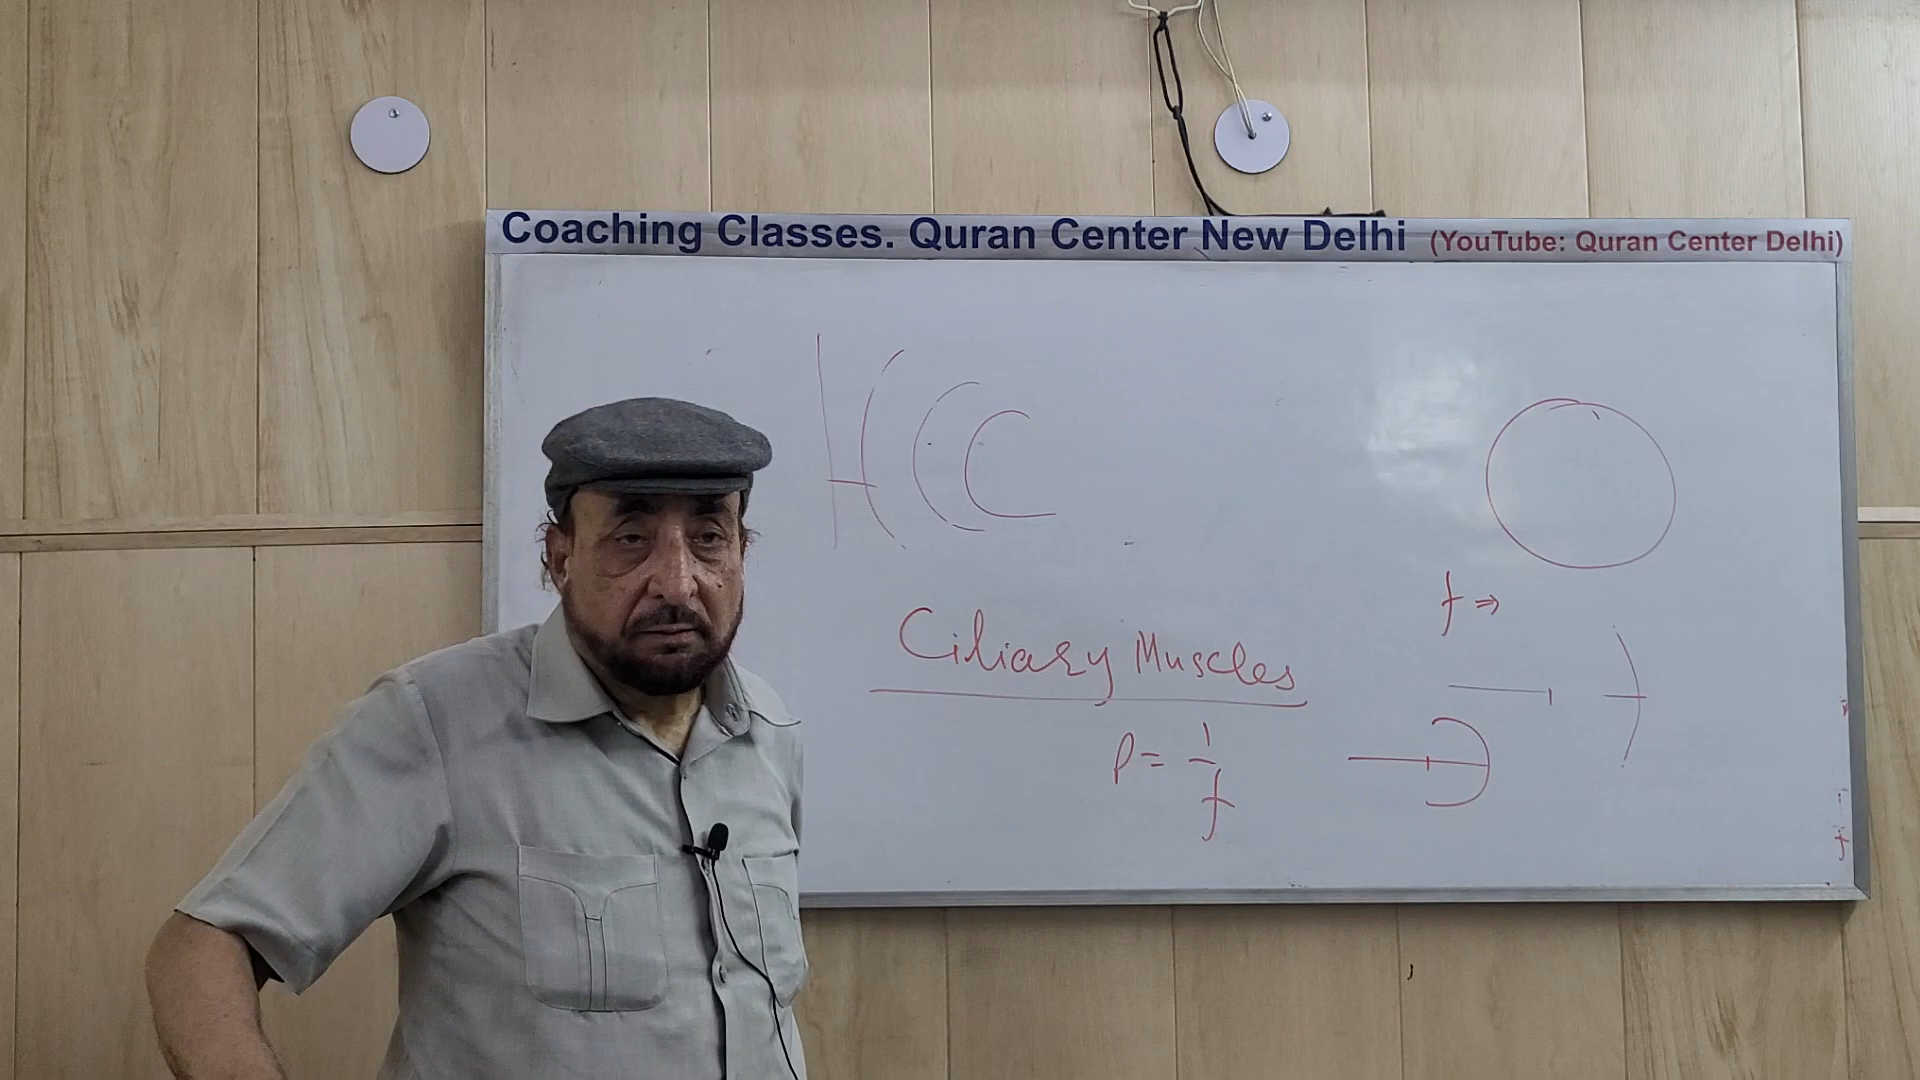 Coaching Classes. Quran Center New Delhi (YouTube: Quran Center Delhi)
f ⇒
Ciliary Muscles
P = 1/f
f